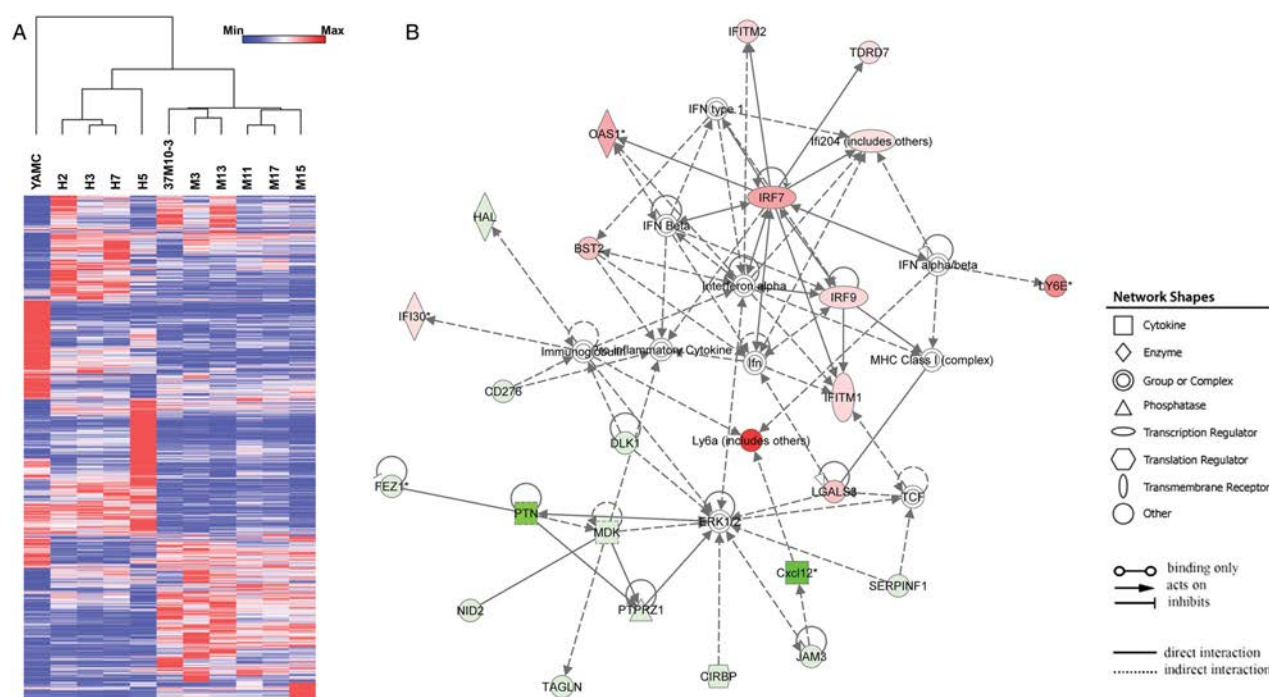 A
Min
Max
YAMC
H2
H3
H7
H5
37M10-3
M3
M13
M11
M17
M15
B
IFITM2
TDRD7
IFN type 1
OAS1*
Ifi204 (includes others)
IRF7
HAL
IFN Beta
BST2
IFN alpha/beta
Interferon alpha
LY6E*
IRF9
IFI30*
Immunoglobulin
Pro-inflammatory Cytokine
Ifn
MHC Class I (complex)
CD276
IFITM1
DLK1
Ly6a (includes others)
FEZ1*
LGALS8
TCF
PTN
MDK
ERK1/2
Cxcl12*
SERPINF1
NID2
PTPRZ1
JAM3
TAGLN
CIRBP
Network Shapes
Cytokine
Enzyme
Group or Complex
Phosphatase
Transcription Regulator
Translation Regulator
Transmembrane Receptor
Other
binding only
acts on
inhibits
direct interaction
indirect interaction